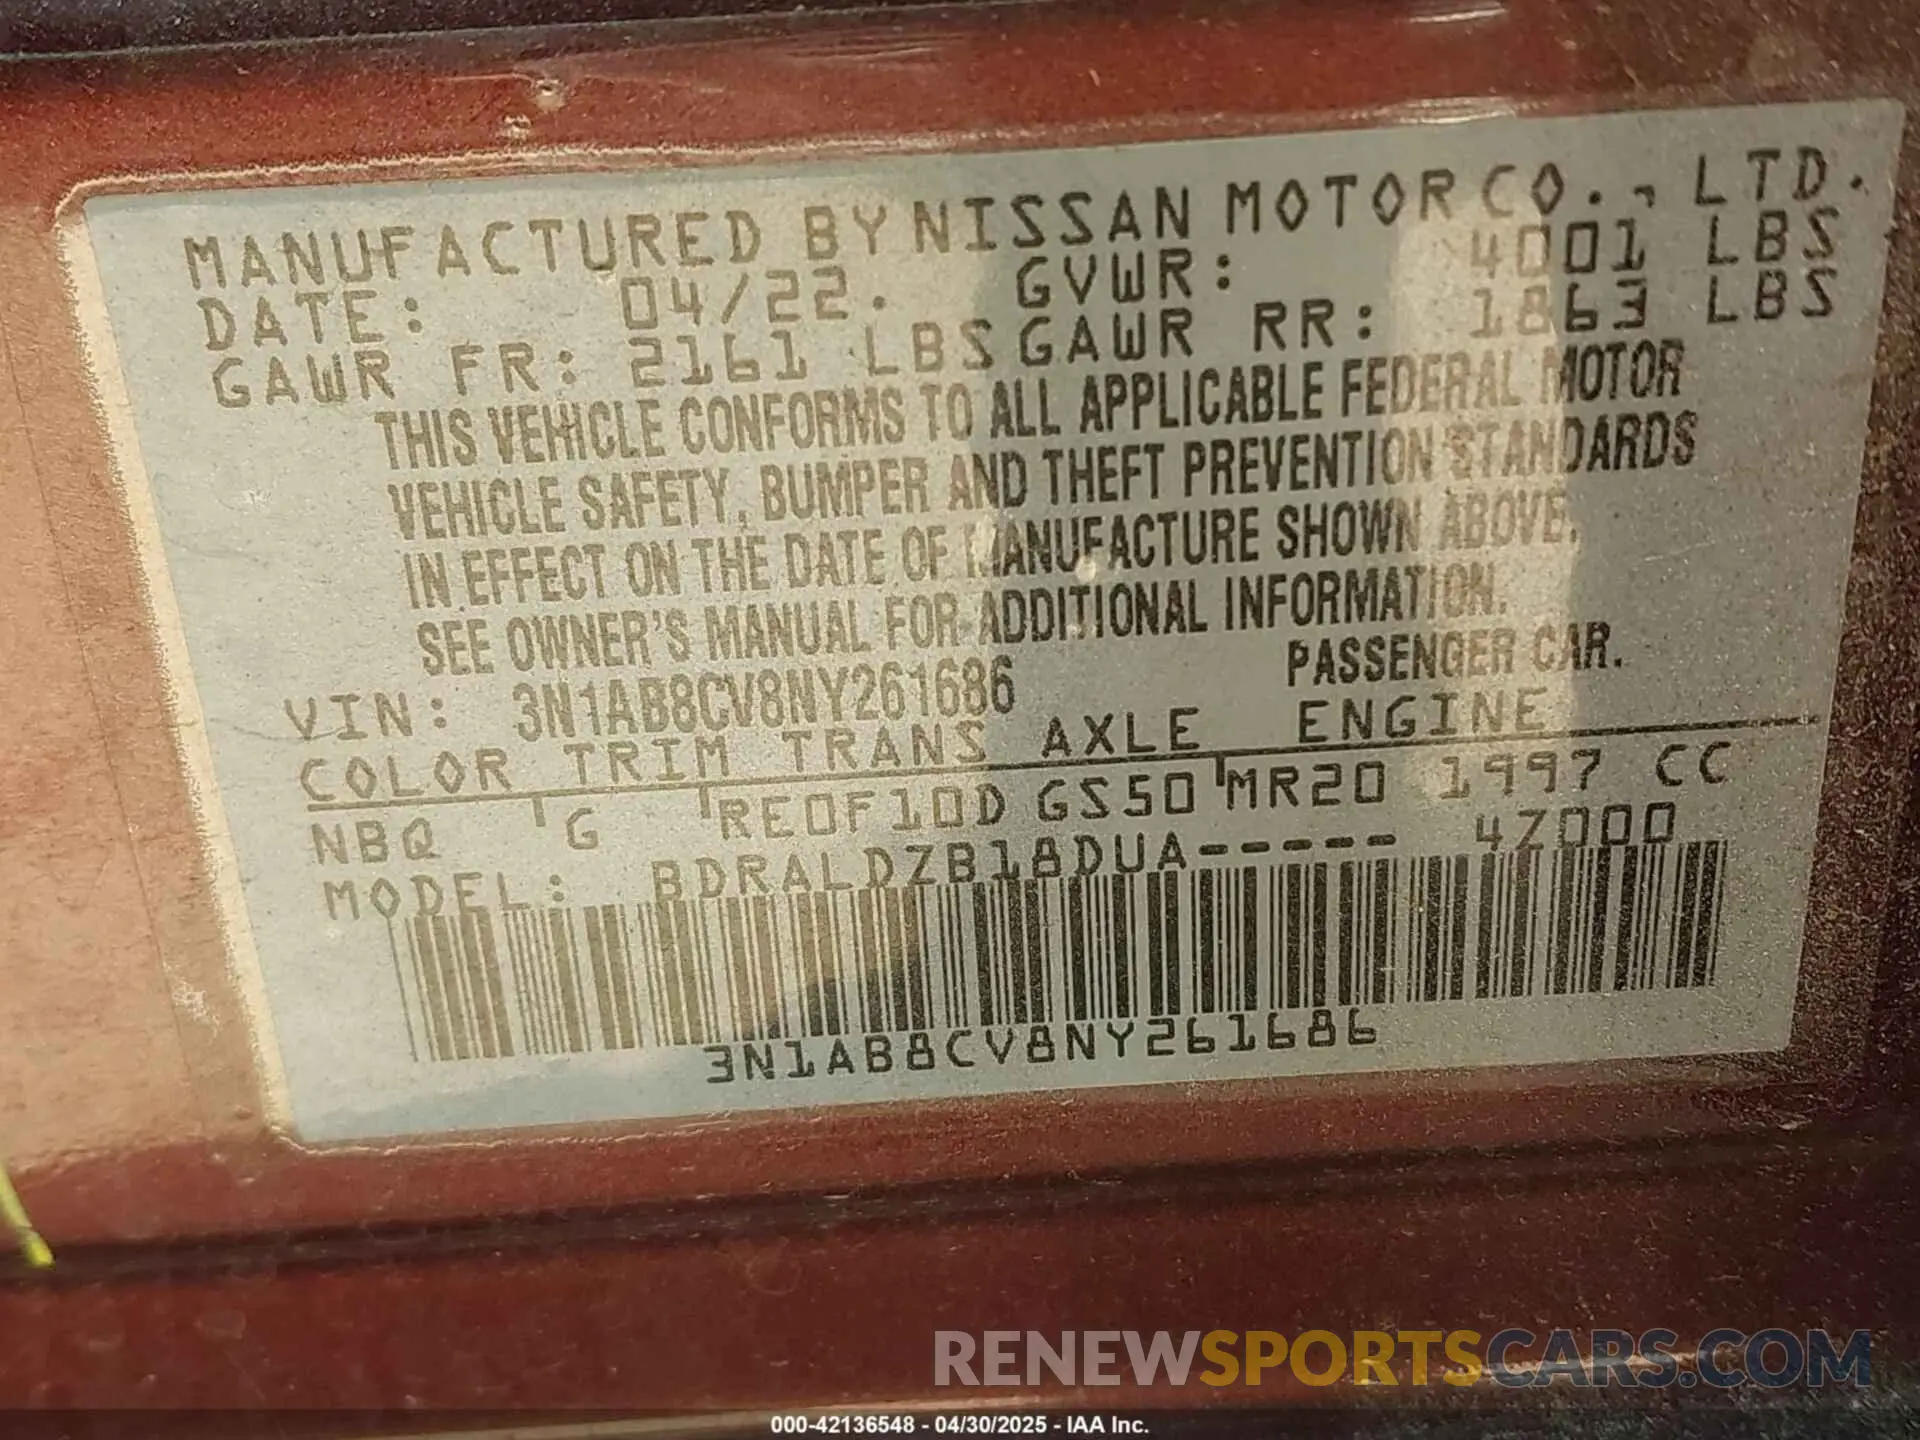 MANUFACTURED BY NISSAN MOTOR CO., LTD.
DATE: 04/22. GVWR: 4001 LBS
GAWR FR: 2161 LBS GAWR RR: 1863 LBS
THIS VEHICLE CONFORMS TO ALL APPLICABLE FEDERAL MOTOR
VEHICLE SAFETY, BUMPER AND THEFT PREVENTION STANDARDS
IN EFFECT ON THE DATE OF MANUFACTURE SHOWN ABOVE.
SEE OWNER'S MANUAL FOR ADDITIONAL INFORMATION.
VIN: 3N1AB8CV8NY261686 PASSENGER CAR.
COLOR TRIM TRANS AXLE ENGINE
NBQ G RE0F10D GS50 MR20 1997 CC
MODEL: BDRALDZB18DUA----- 4Z000
3N1AB8CV8NY261686
RENEWSPORTSCARS.COM
000-42136548 - 04/30/2025 - IAA Inc.